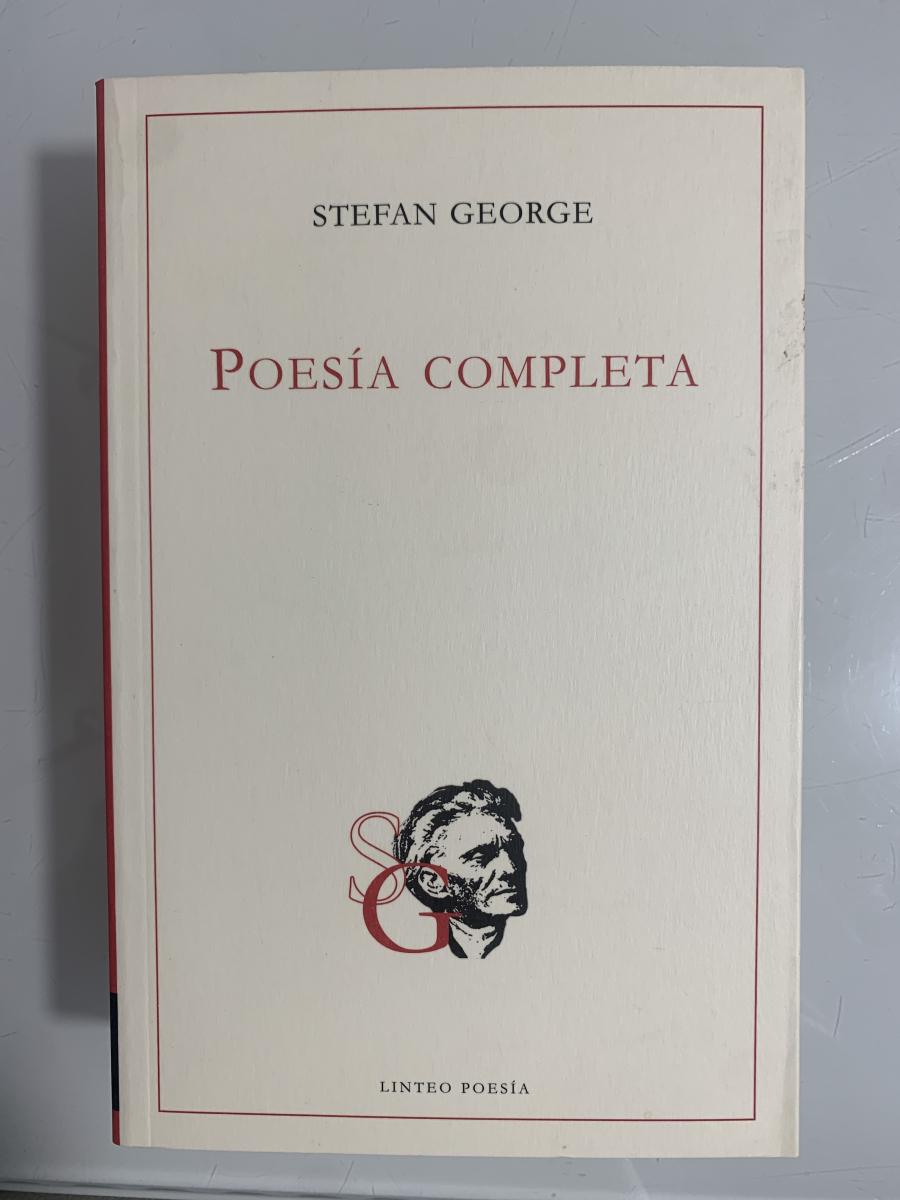 STEFAN GEORGE
POESÍA COMPLETA
SG
LINTEO POESÍA